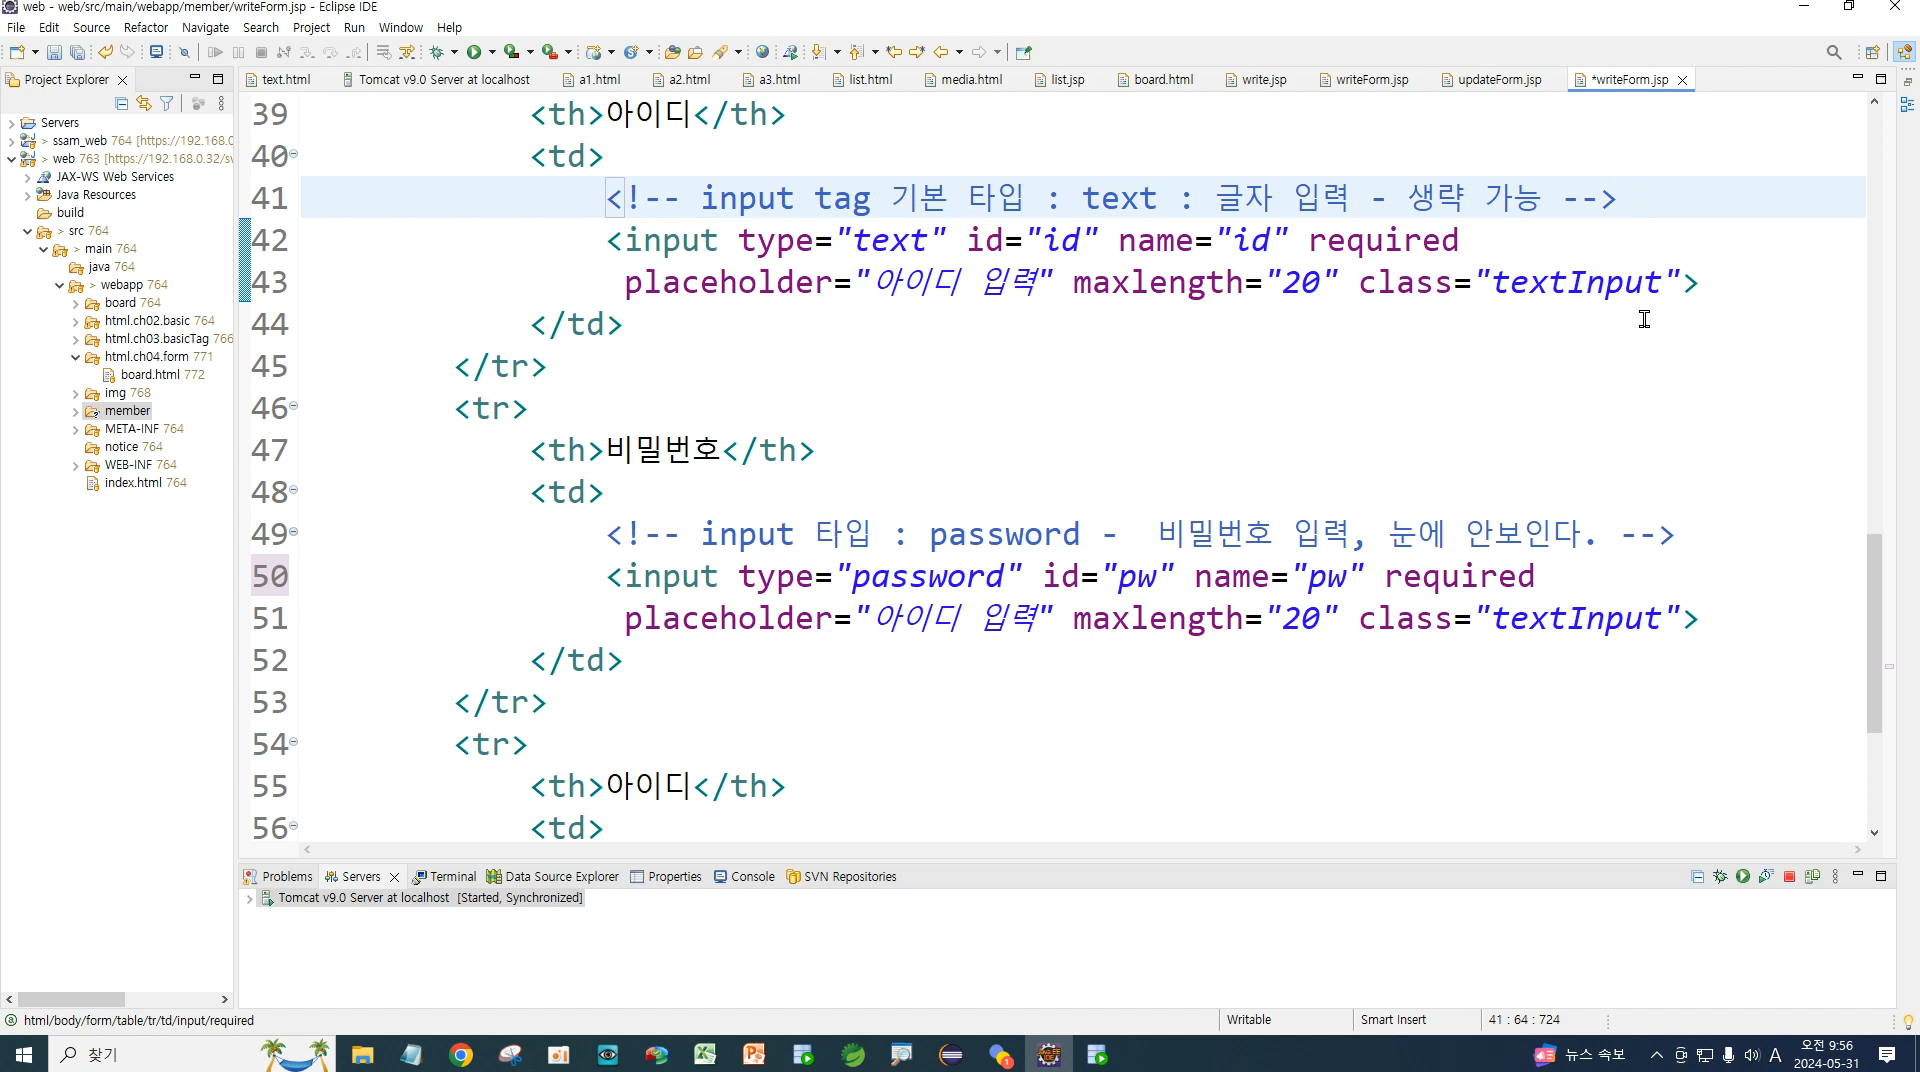 web - web/src/main/webapp/member/writeForm.jsp - Eclipse IDE
File Edit Source Refactor Navigate Search Project Run Window Help
Project Explorer
text.html Tomcat v9.0 Server at localhost a1.html a2.html a3.html list.html media.html list.jsp board.html write.jsp writeForm.jsp updateForm.jsp *writeForm.jsp
Servers
> ssam_web 764 [https://192.168.0
> web 763 [https://192.168.0.32/sv
JAX-WS Web Services
Java Resources
build
> src 764
> main 764
java 764
> webapp 764
board 764
html.ch02.basic 764
html.ch03.basicTag 766
html.ch04.form 771
board.html 772
img 768
member
META-INF 764
notice 764
WEB-INF 764
index.html 764
39 <th>아이디</th>
40 <td>
41 <!-- input tag 기본 타입 : text : 글자 입력 - 생략 가능 -->
42 <input type="text" id="id" name="id" required
43 placeholder="아이디 입력" maxlength="20" class="textInput">
44 </td>
45 </tr>
46 <tr>
47 <th>비밀번호</th>
48 <td>
49 <!-- input 타입 : password -  비밀번호 입력, 눈에 안보인다. -->
50 <input type="password" id="pw" name="pw" required
51 placeholder="아이디 입력" maxlength="20" class="textInput">
52 </td>
53 </tr>
54 <tr>
55 <th>아이디</th>
56 <td>
Problems Servers Terminal Data Source Explorer Properties Console SVN Repositories
Tomcat v9.0 Server at localhost [Started, Synchronized]
html/body/form/table/tr/td/input/required Writable Smart Insert 41 : 64 : 724
찾기 뉴스 속보 A 오전 9:56
2024-05-31